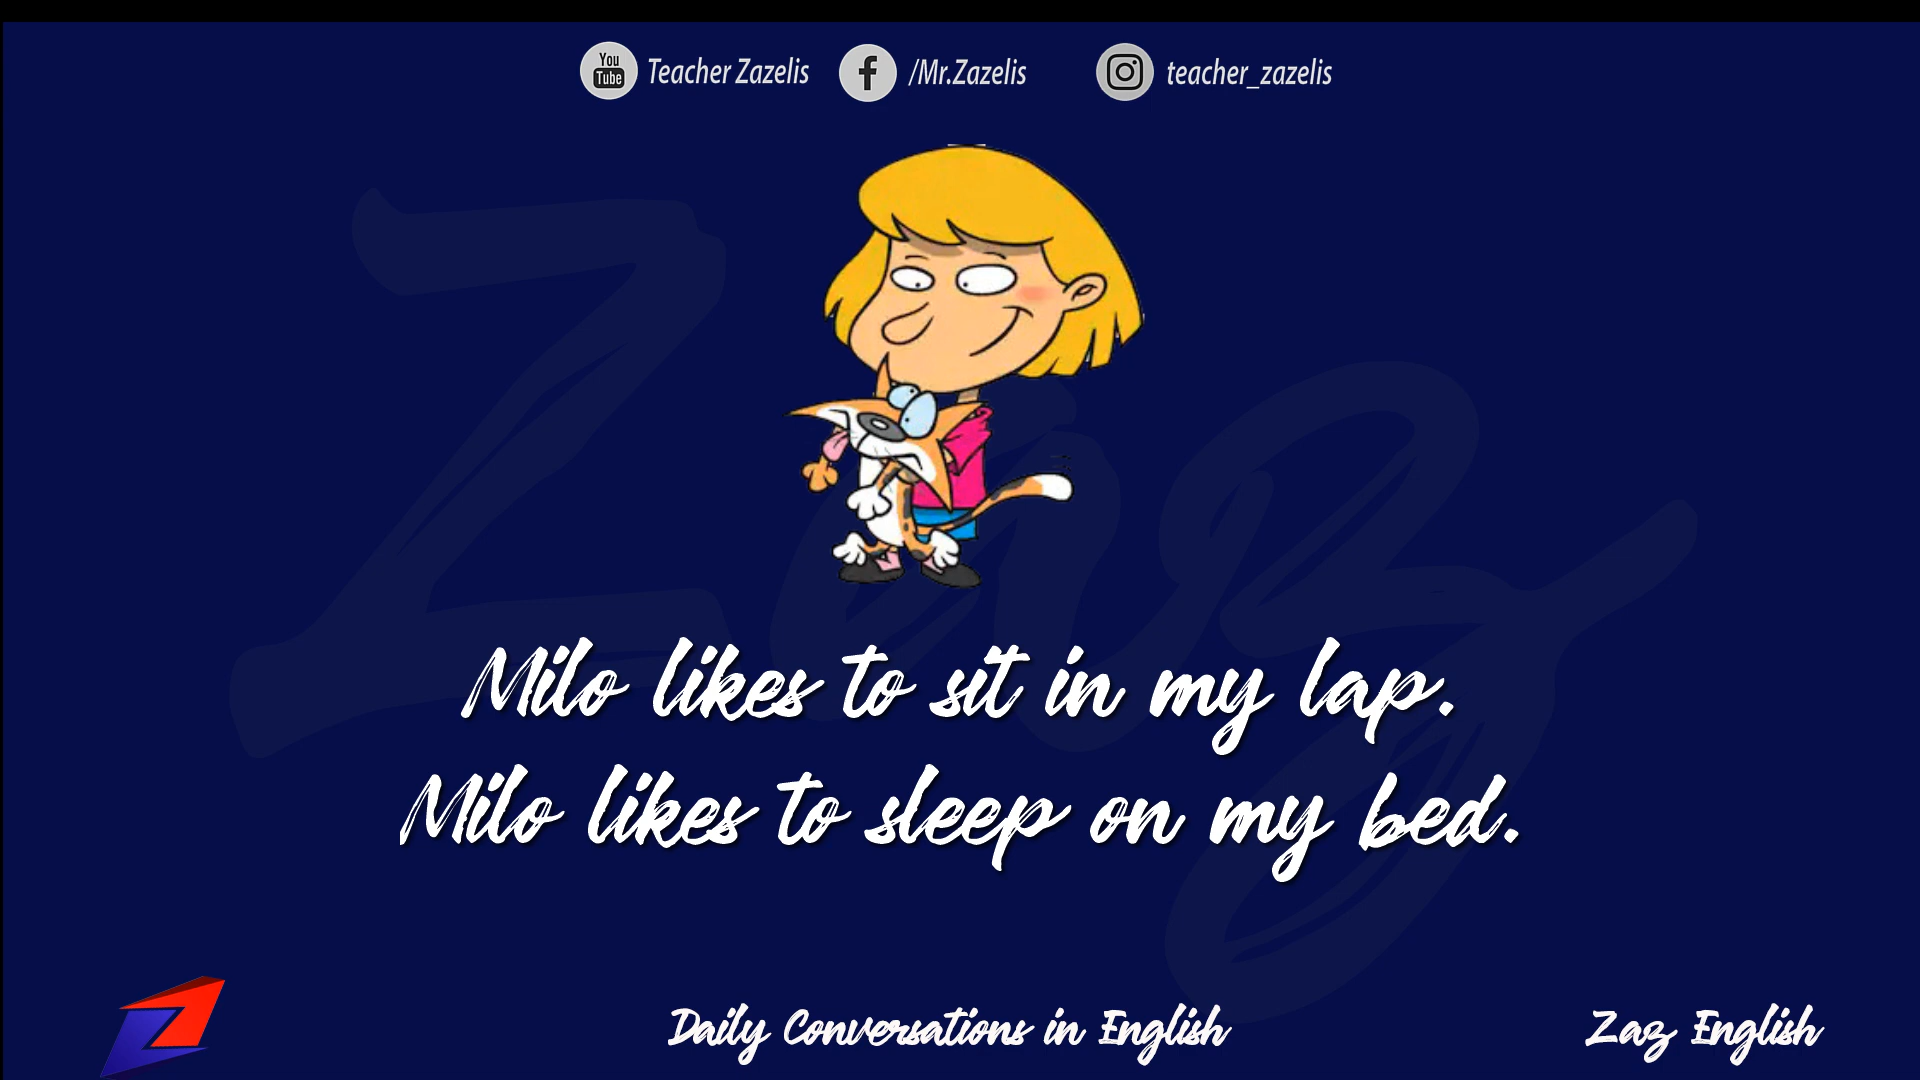 You Tube Teacher Zazelis /Mr.Zazelis teacher_zazelis
Milo likes to sit in my lap.
Milo likes to sleep on my bed.
Daily Conversations in English Zaz English
Zaz